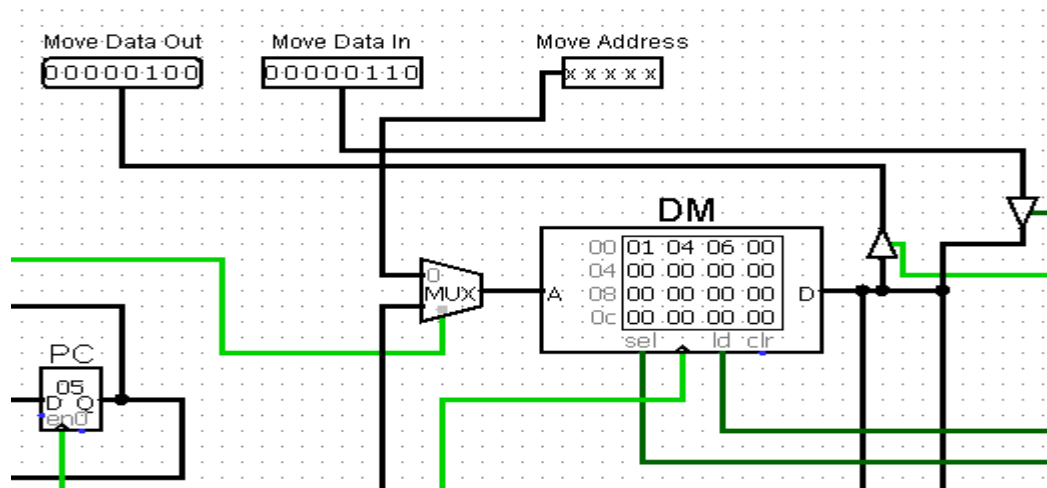 Move Data Out
Move Data In
Move Address
00000100
00000110
xxxxx
DM
00 01 04 06 00
04 00 00 00 00
08 00 00 00 00
0c 00 00 00 00
0
MUX
A
D
sel
ld
clr
PC
05
D Q
en0